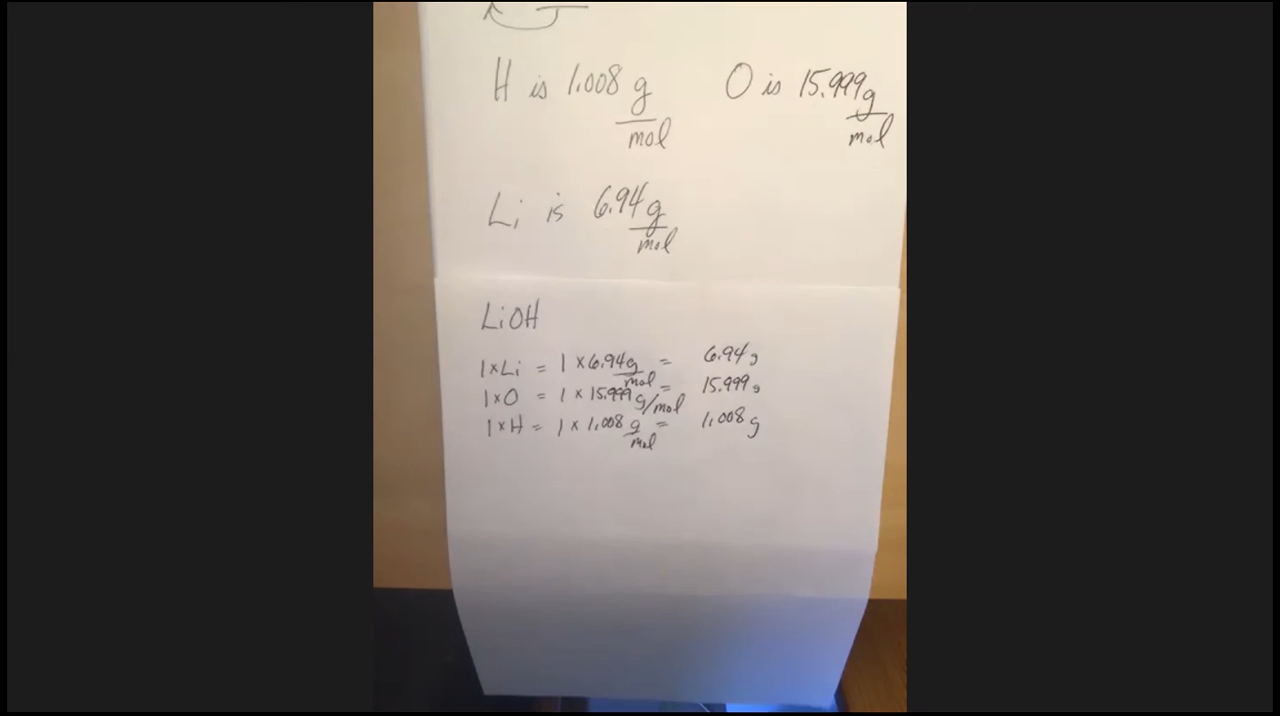 H is 1.008 g/mol O is 15.999 g/mol
Li is 6.94 g/mol
LiOH
1×Li = 1 × 6.94 g/mol = 6.94 g
1×O = 1 × 15.999 g/mol = 15.999 g
1×H = 1 × 1.008 g/mol = 1.008 g